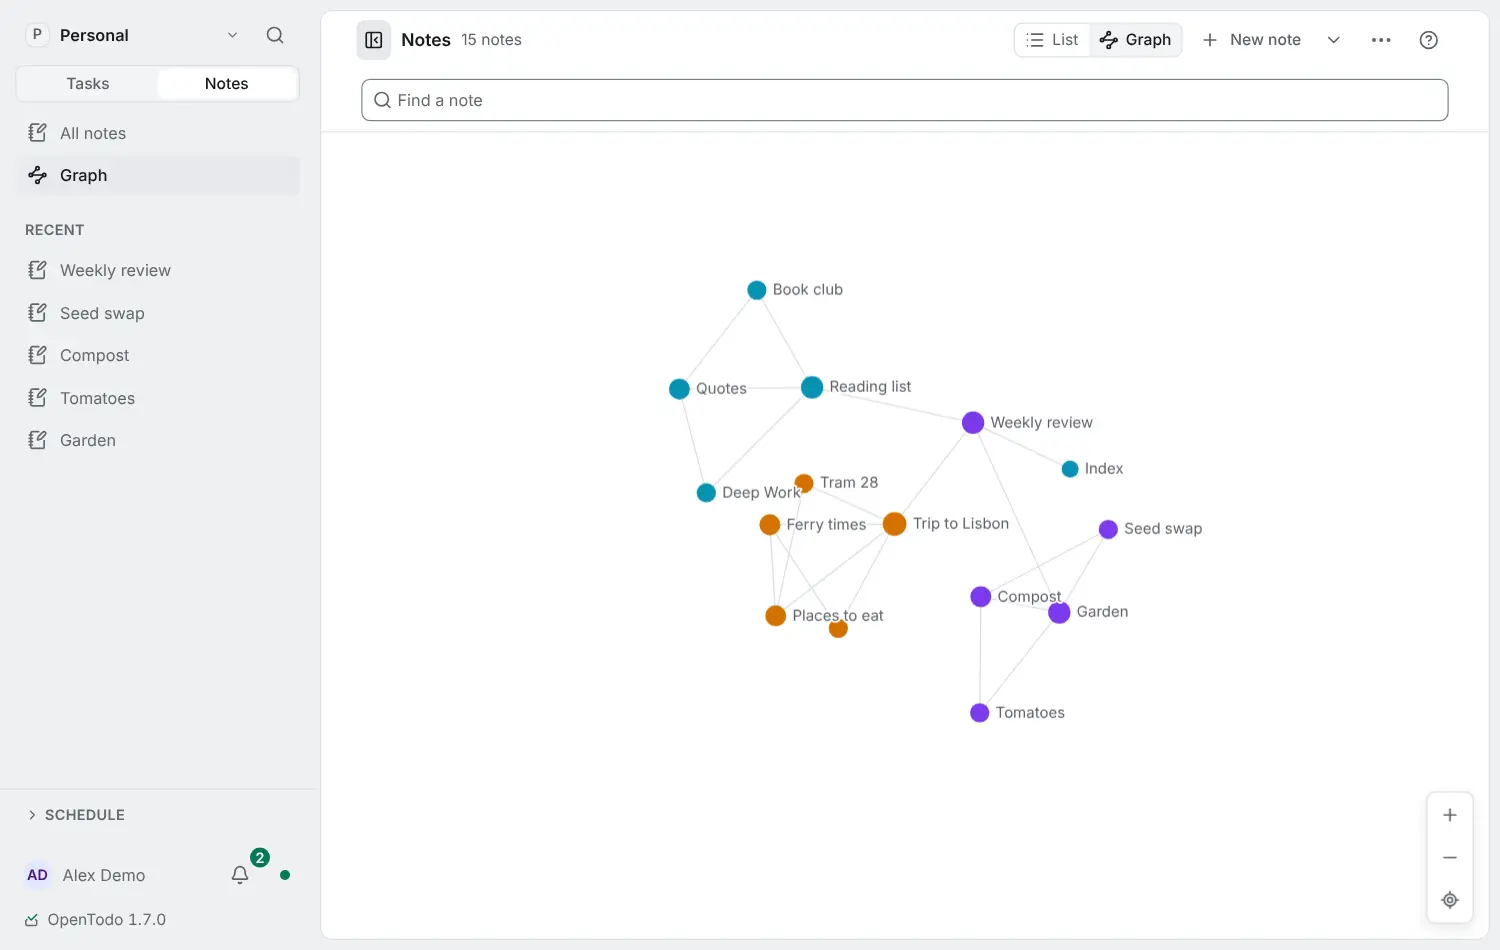 P Personal
Tasks Notes
All notes
Graph
RECENT
Weekly review
Seed swap
Compost
Tomatoes
Garden
SCHEDULE
AD Alex Demo 2
OpenTodo 1.7.0
Notes 15 notes
List Graph New note
Find a note
Book club
Quotes
Reading list
Weekly review
Index
Deep Work
Tram 28
Ferry times
Trip to Lisbon
Seed swap
Compost
Garden
Places to eat
Tomatoes